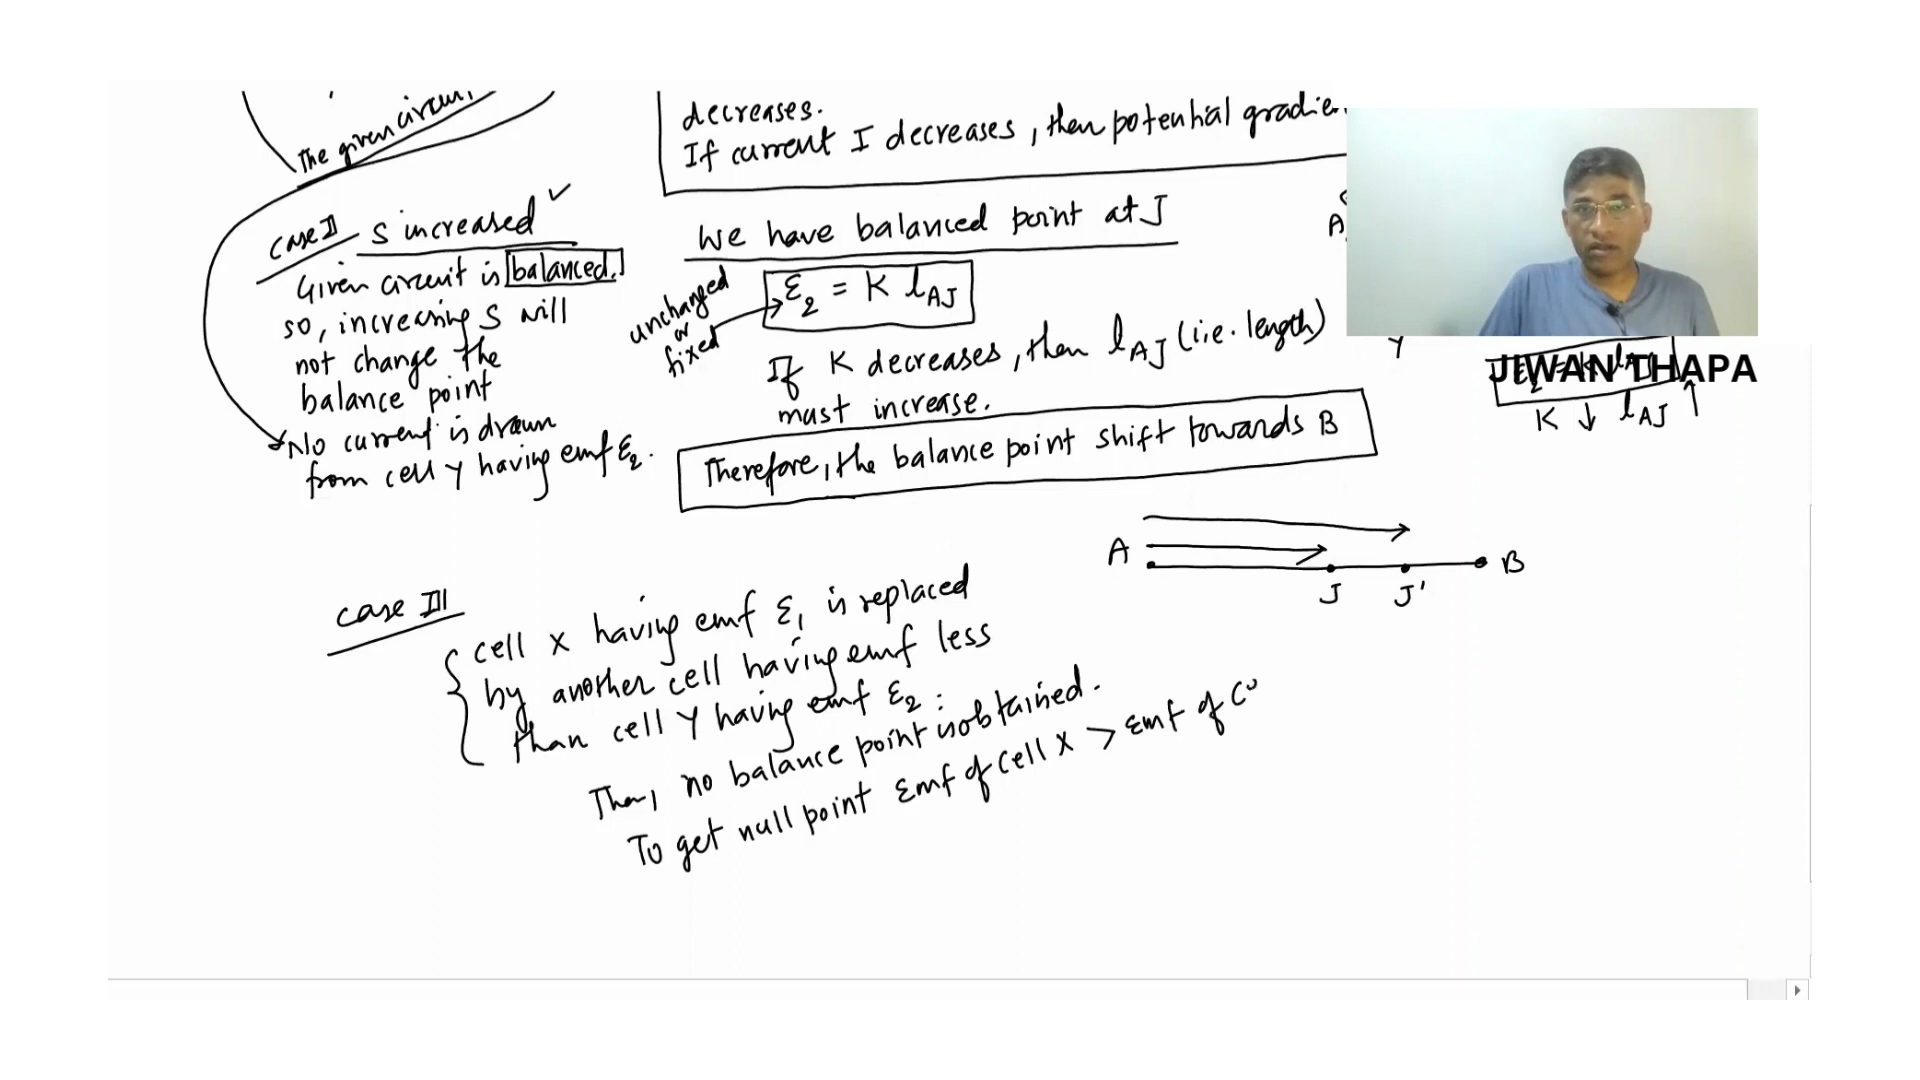 The given circuit,
case II S increased ✓
Given circuit is balanced.
so, increasing S will
not change the
balance point
No current is drawn
from cell Y having emf ε₂.
decreases.
If current I decreases, then potential gradie
We have balanced point at J
unchanged
or
fixed
ε₂ = K lAJ
If K decreases, then lAJ (i.e. length)
must increase.
Therefore, the balance point shift towards B
A
Y
JIWAN THAPA
K ↓ lAJ ↑
A J J' B
case III
cell X having emf ε₁ is replaced
by another cell having emf less
than cell Y having emf ε₂:
Then, no balance point is obtained.
To get null point Emf of cell X > Emf of